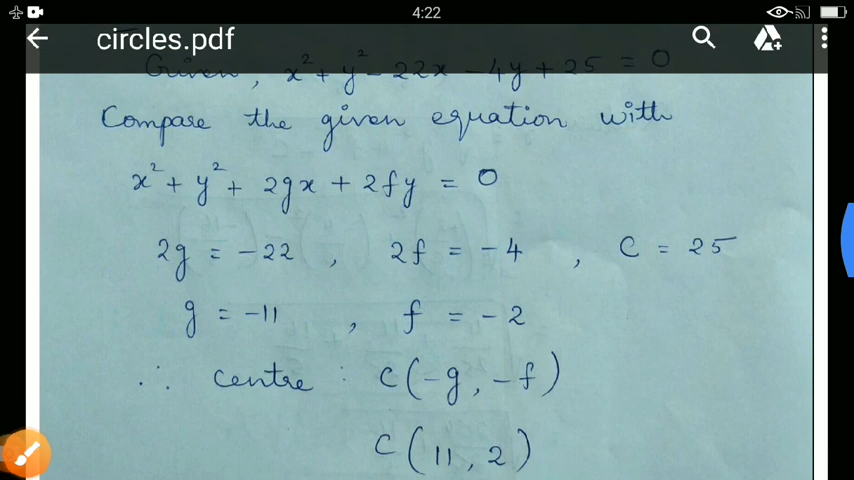 4:22
circles.pdf
Given, x² + y² - 22x - 4y + 25 = 0
Compare the given equation with
x² + y² + 2gx + 2fy = 0
2g = -22 , 2f = -4 , C = 25
g = -11 , f = -2
∴ centre : C(-g, -f)
C(11, 2)